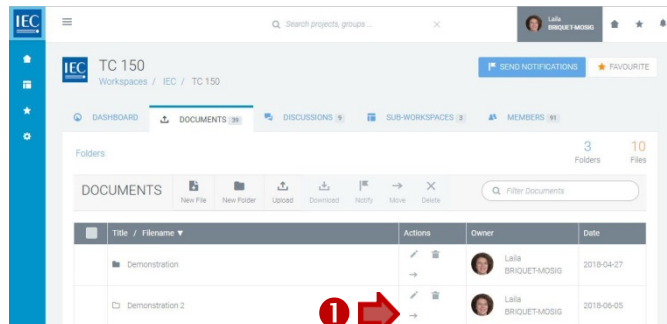 IEC
Search projects, groups ...
Laila
BRIQUET-MOSIG
IEC
TC 150
Workspaces / IEC / TC 150
SEND NOTIFICATIONS
FAVOURITE
DASHBOARD
DOCUMENTS 39
DISCUSSIONS 9
SUB-WORKSPACES 3
MEMBERS 91
Folders
3
Folders
10
Files
DOCUMENTS
New File
New Folder
Upload
Download
Notify
Move
Delete
Filter Documents
Title / Filename ▼
Actions
Owner
Date
Demonstration
Laila
BRIQUET-MOSIG
2018-04-27
Demonstration 2
1
Laila
BRIQUET-MOSIG
2018-06-05